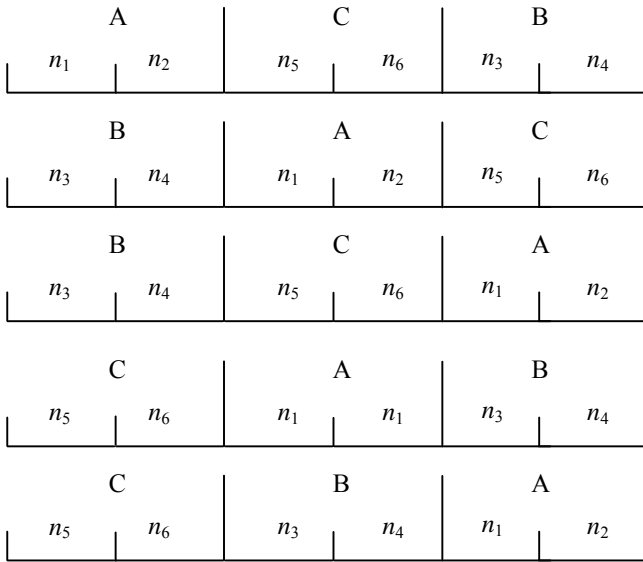 A C B
n₁ n₂ n₅ n₆ n₃ n₄
B A C
n₃ n₄ n₁ n₂ n₅ n₆
B C A
n₃ n₄ n₅ n₆ n₁ n₂
C A B
n₅ n₆ n₁ n₁ n₃ n₄
C B A
n₅ n₆ n₃ n₄ n₁ n₂